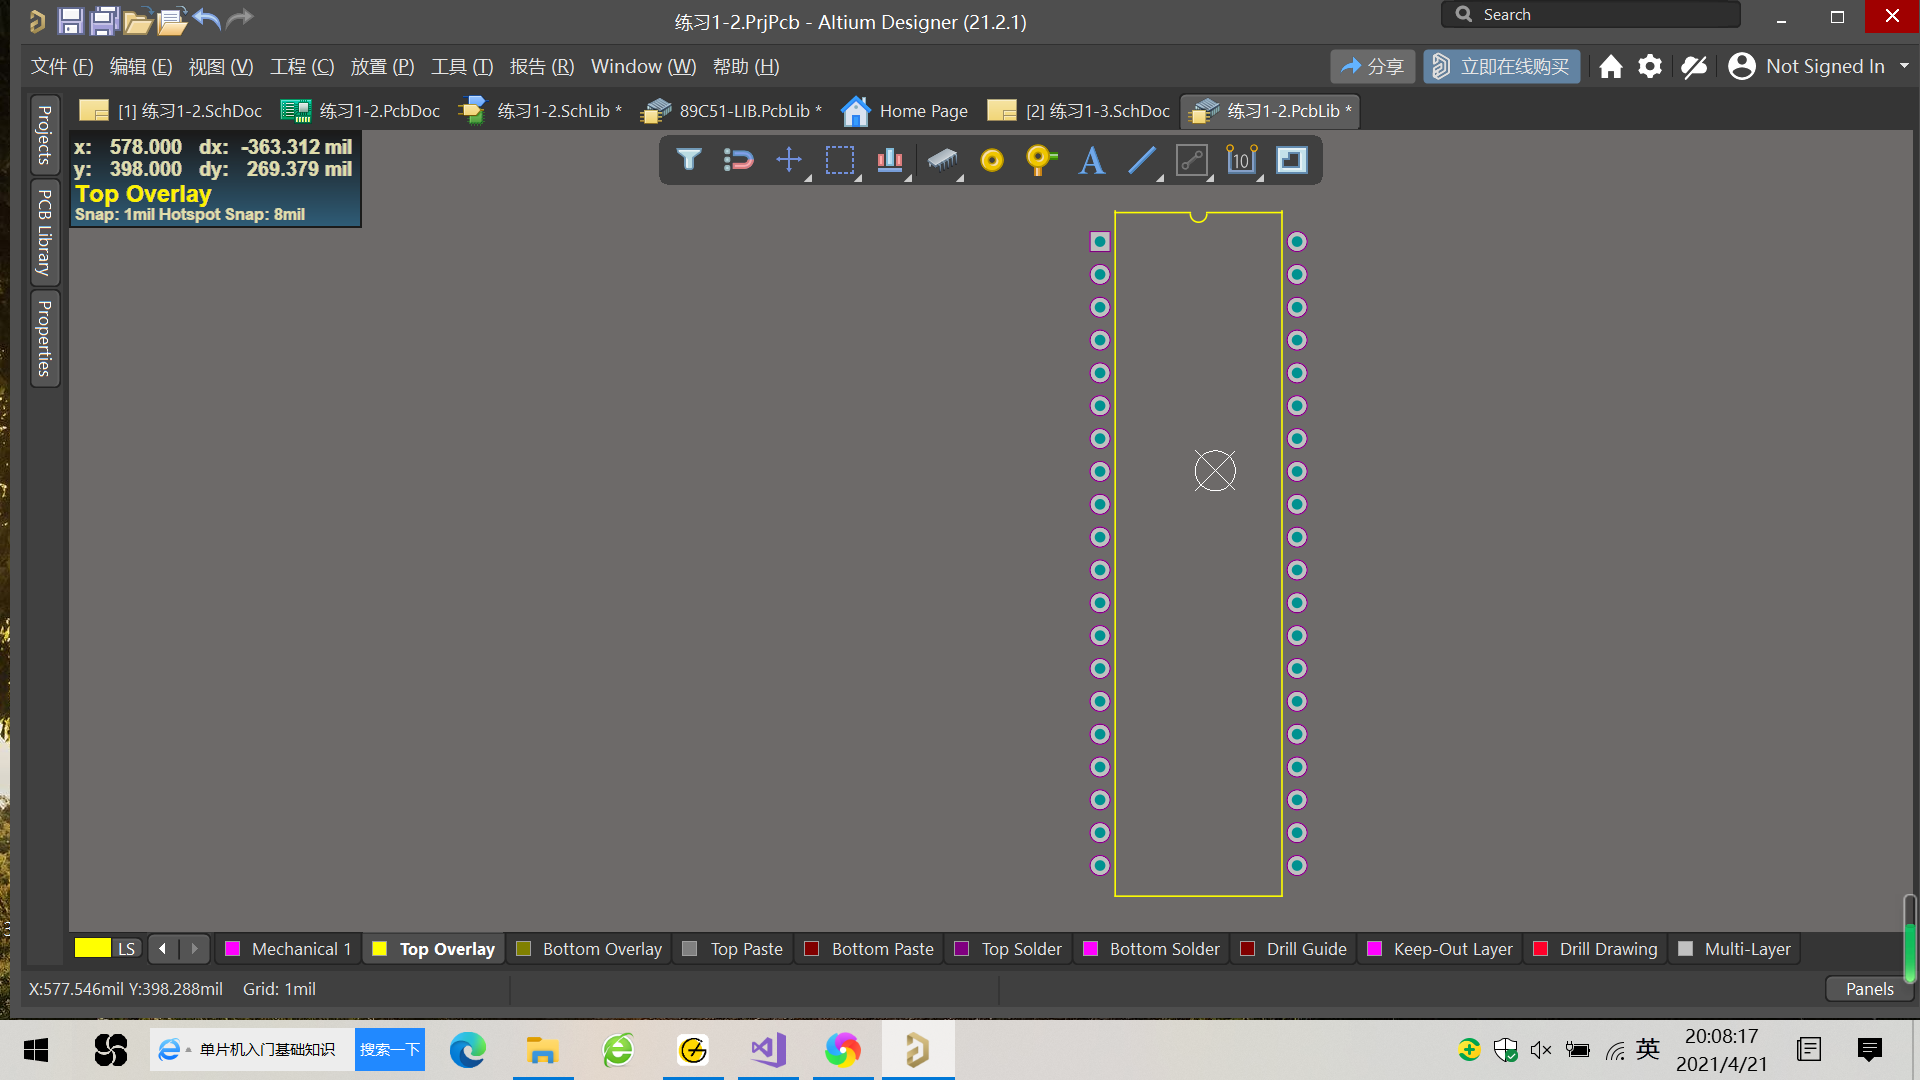 练习1-2.PrjPcb - Altium Designer (21.2.1)
Search
文件 (F) 编辑 (E) 视图 (V) 工程 (C) 放置 (P) 工具 (T) 报告 (R) Window (W) 帮助 (H)
分享
立即在线购买
Not Signed In
[1] 练习1-2.SchDoc
练习1-2.PcbDoc
练习1-2.SchLib *
89C51-LIB.PcbLib *
Home Page
[2] 练习1-3.SchDoc
练习1-2.PcbLib *
Projects
PCB Library
Properties
x: 578.000 dx: -363.312 mil
y: 398.000 dy: 269.379 mil
Top Overlay
Snap: 1mil Hotspot Snap: 8mil
A
10
LS
Mechanical 1
Top Overlay
Bottom Overlay
Top Paste
Bottom Paste
Top Solder
Bottom Solder
Drill Guide
Keep-Out Layer
Drill Drawing
Multi-Layer
X:577.546mil Y:398.288mil Grid: 1mil
Panels
单片机入门基础知识
搜索一下
英
20:08:17
2021/4/21